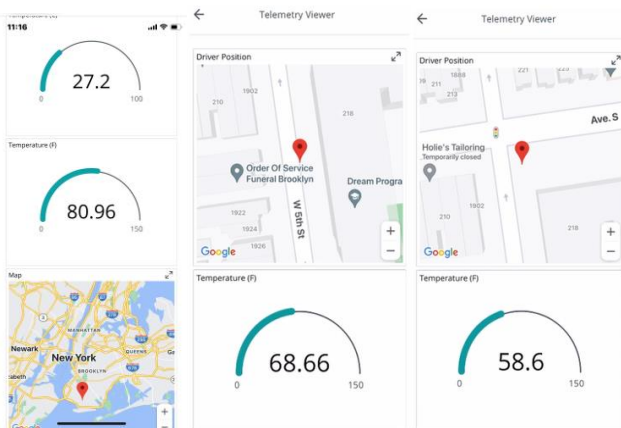 11:16
27.2
0 100
Temperature (F)
80.96
0 150
Map
MANHATTAN
Newark
New York
QUEENS
BROOKLYN
Google
Telemetry Viewer
Driver Position
1902
210
216
Order Of Service
Funeral Brooklyn
Dream Progra
W 5th St
1922
1924
1926
Google
+
−
Temperature (F)
68.66
0 150
Telemetry Viewer
Driver Position
211
213
221
223
Ave. S
Holie's Tailoring
Temporarily closed
1902
210
218
Google
+
−
Temperature (F)
58.6
0 150